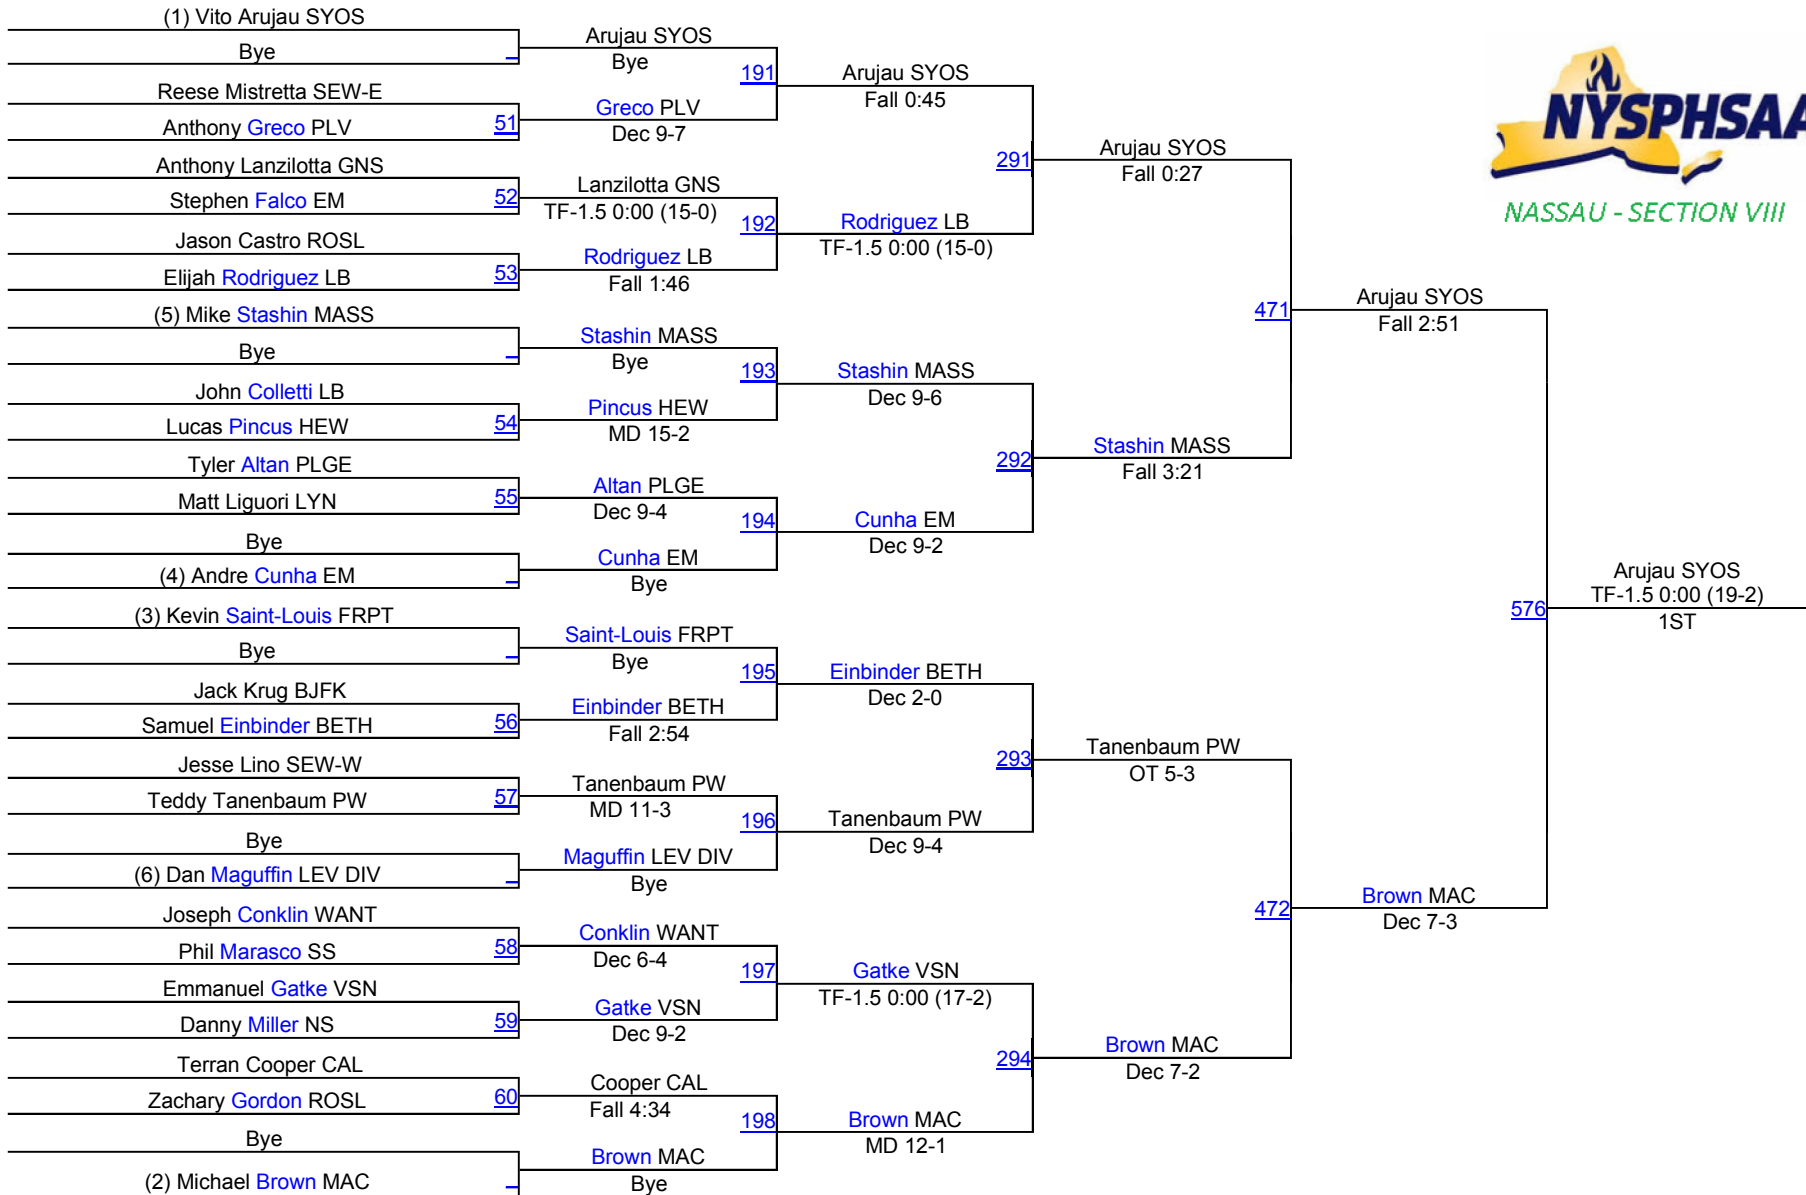 (1) Vito Arujau SYOS
Bye
Reese Mistretta SEW-E
Anthony Greco PLV
51
Anthony Lanzilotta GNS
Stephen Falco EM
52
Jason Castro ROSL
Elijah Rodriguez LB
53
(5) Mike Stashin MASS
Bye
John Colletti LB
Lucas Pincus HEW
54
Tyler Altan PLGE
Matt Liguori LYN
55
Bye
(4) Andre Cunha EM
(3) Kevin Saint-Louis FRPT
Bye
Jack Krug BJFK
Samuel Einbinder BETH
56
Jesse Lino SEW-W
Teddy Tanenbaum PW
57
Bye
(6) Dan Maguffin LEV DIV
Joseph Conklin WANT
Phil Marasco SS
58
Emmanuel Gatke VSN
Danny Miller NS
59
Terran Cooper CAL
Zachary Gordon ROSL
60
Bye
(2) Michael Brown MAC
Arujau SYOS
Bye
191
Greco PLV
Dec 9-7
Lanzilotta GNS
TF-1.5 0:00 (15-0)
192
Rodriguez LB
Fall 1:46
Stashin MASS
Bye
193
Pincus HEW
MD 15-2
Altan PLGE
Dec 9-4
194
Cunha EM
Bye
Saint-Louis FRPT
Bye
195
Einbinder BETH
Fall 2:54
Tanenbaum PW
MD 11-3
196
Maguffin LEV DIV
Bye
Conklin WANT
Dec 6-4
197
Gatke VSN
Dec 9-2
Cooper CAL
Fall 4:34
198
Brown MAC
Bye
Arujau SYOS
Fall 0:45
291
Rodriguez LB
TF-1.5 0:00 (15-0)
Stashin MASS
Dec 9-6
292
Cunha EM
Dec 9-2
Einbinder BETH
Dec 2-0
293
Tanenbaum PW
Dec 9-4
Gatke VSN
TF-1.5 0:00 (17-2)
294
Brown MAC
MD 12-1
Arujau SYOS
Fall 0:27
471
Stashin MASS
Fall 3:21
Tanenbaum PW
OT 5-3
472
Brown MAC
Dec 7-2
Arujau SYOS
Fall 2:51
576
Brown MAC
Dec 7-3
Arujau SYOS
TF-1.5 0:00 (19-2)
1ST
NYSPHSAA
NASSAU - SECTION VIII